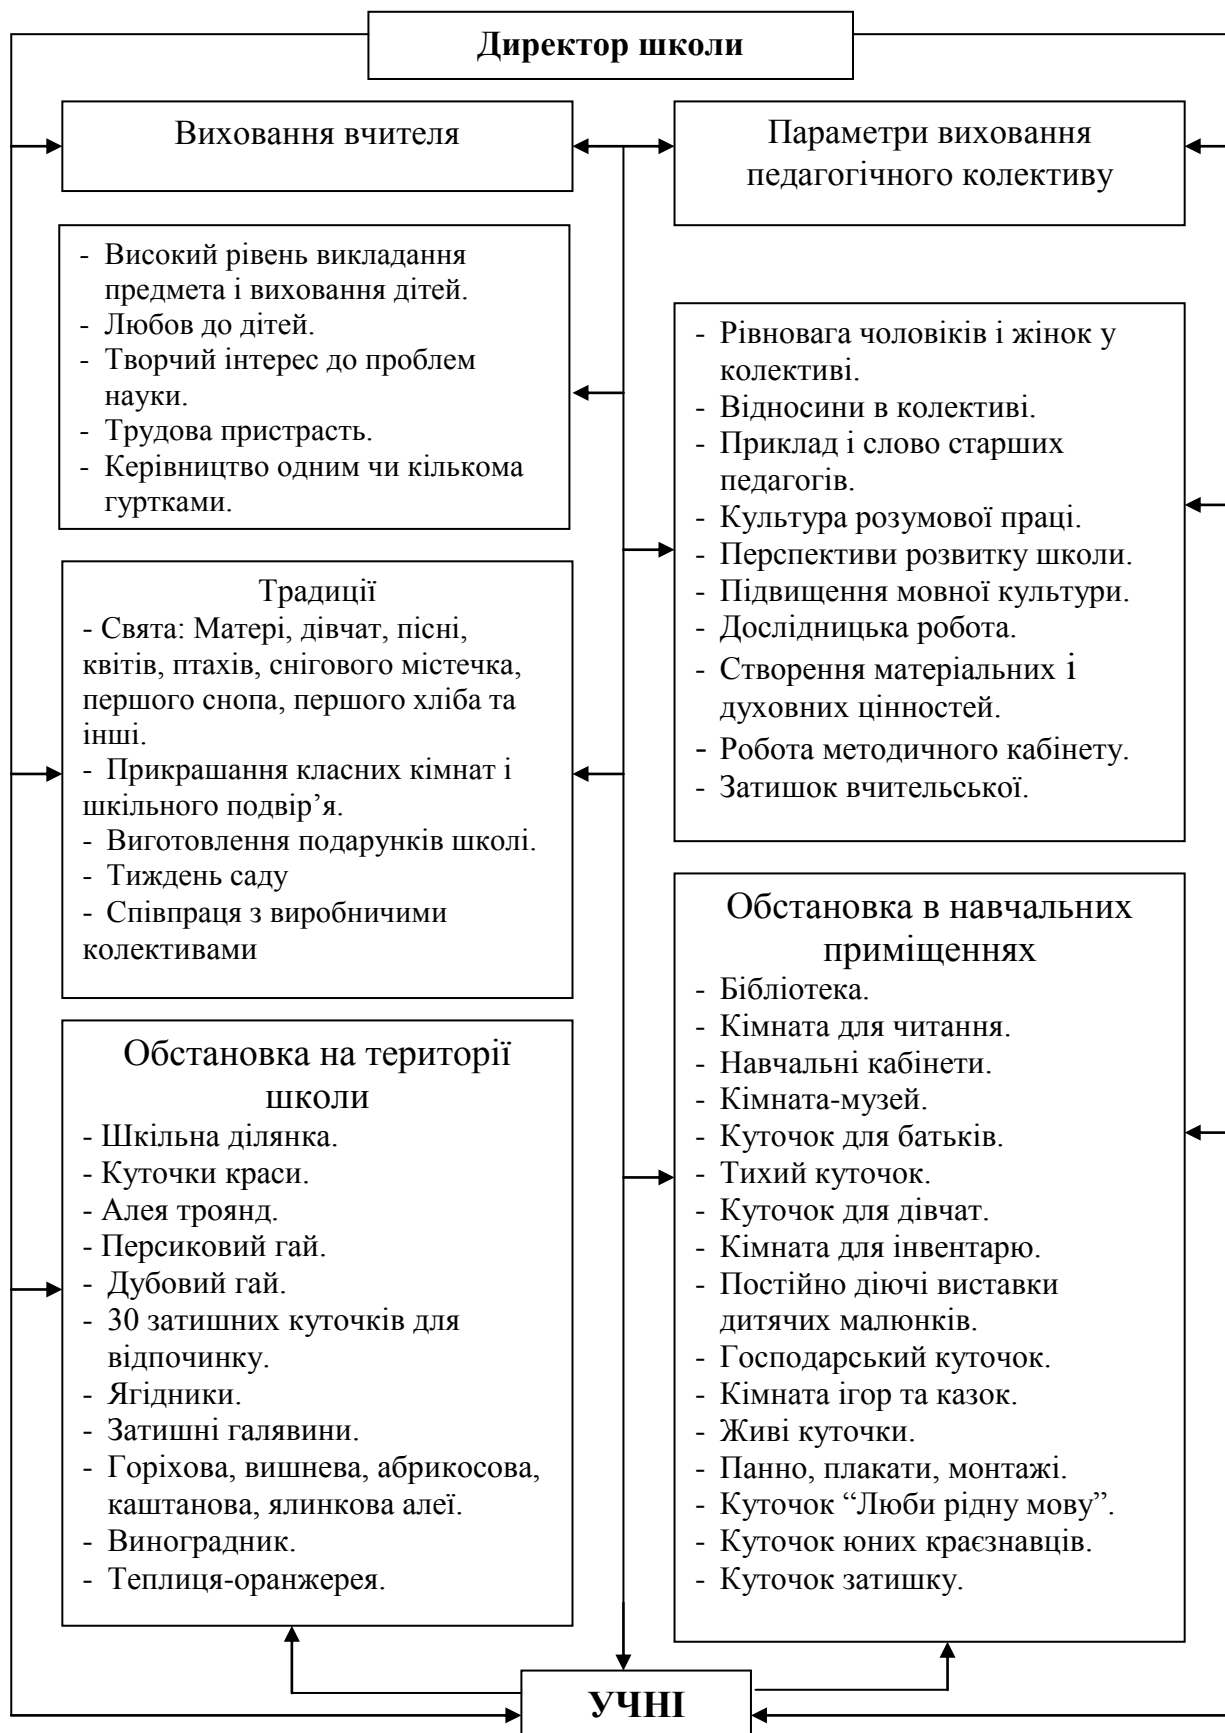 Директор школи
Виховання вчителя
Параметри виховання
педагогічного колективу
- Високий рівень викладання
предмета і виховання дітей.
- Любов до дітей.
- Творчий інтерес до проблем
науки.
- Трудова пристрасть.
- Керівництво одним чи кількома
гуртками.
- Рівновага чоловіків і жінок у
колективі.
- Відносини в колективі.
- Приклад і слово старших
педагогів.
- Культура розумової праці.
- Перспективи розвитку школи.
- Підвищення мовної культури.
- Дослідницька робота.
- Створення матеріальних і
духовних цінностей.
- Робота методичного кабінету.
- Затишок вчительської.
Традиції
- Свята: Матері, дівчат, пісні,
квітів, птахів, снігового містечка,
першого снопа, першого хліба та
інші.
- Прикрашання класних кімнат і
шкільного подвір’я.
- Виготовлення подарунків школі.
- Тиждень саду
- Співпраця з виробничими
колективами
Обстановка в навчальних
приміщеннях
- Бібліотека.
- Кімната для читання.
- Навчальні кабінети.
- Кімната-музей.
- Куточок для батьків.
- Тихий куточок.
- Куточок для дівчат.
- Кімната для інвентарю.
- Постійно діючі виставки
дитячих малюнків.
- Господарський куточок.
- Кімната ігор та казок.
- Живі куточки.
- Панно, плакати, монтажі.
- Куточок “Люби рідну мову”.
- Куточок юних краєзнавців.
- Куточок затишку.
Обстановка на території
школи
- Шкільна ділянка.
- Куточки краси.
- Алея троянд.
- Персиковий гай.
- Дубовий гай.
- 30 затишних куточків для
відпочинку.
- Ягідники.
- Затишні галявини.
- Горіхова, вишнева, абрикосова,
каштанова, ялинкова алеї.
- Виноградник.
- Теплиця-оранжерея.
УЧНІ